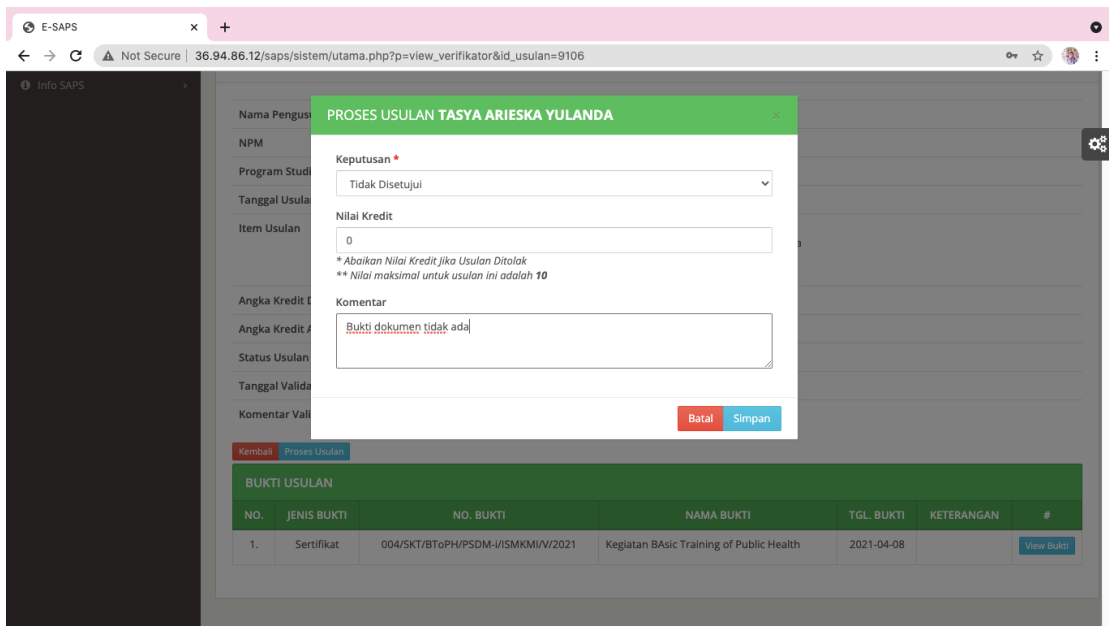 E-SAPS
Not Secure | 36.94.86.12/saps/sistem/utama.php?p=view_verifikator&id_usulan=9106
Info SAPS
PROSES USULAN TASYA ARIESKA YULANDA
Nama
NPM
Program Studi
Tanggal
Item Usulan
Angka Kredit
Angka Kredit
Status Usulan
Tanggal
Komentar
Keputusan *
Tidak Disetujui
Nilai Kredit
0
* Abaikan Nilai Kredit Jika Usulan Ditolak
** Nilai maksimal untuk usulan ini adalah 10
Komentar
Bukti dokumen tidak ada
Batal Simpan
Kembali Proses Usulan
BUKTI USULAN
NO. JENIS BUKTI NO. BUKTI NAMA BUKTI TGL. BUKTI KETERANGAN #
1. Sertifikat 004/SKT/BToPH/PSDM-i/ISMKMI/V/2021 Kegiatan BAsic Training of Public Health 2021-04-08 View Bukti